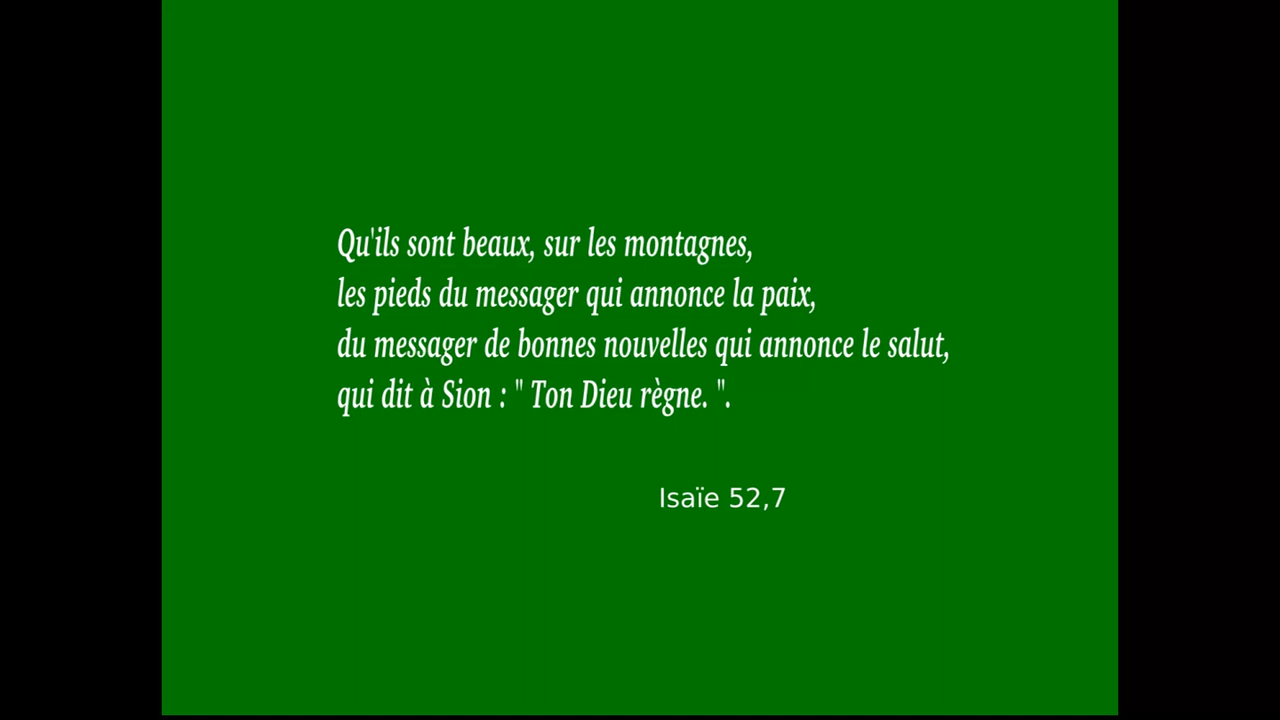 Qu'ils sont beaux, sur les montagnes,
les pieds du messager qui annonce la paix,
du messager de bonnes nouvelles qui annonce le salut,
qui dit à Sion : " Ton Dieu règne. ".
Isaïe 52,7